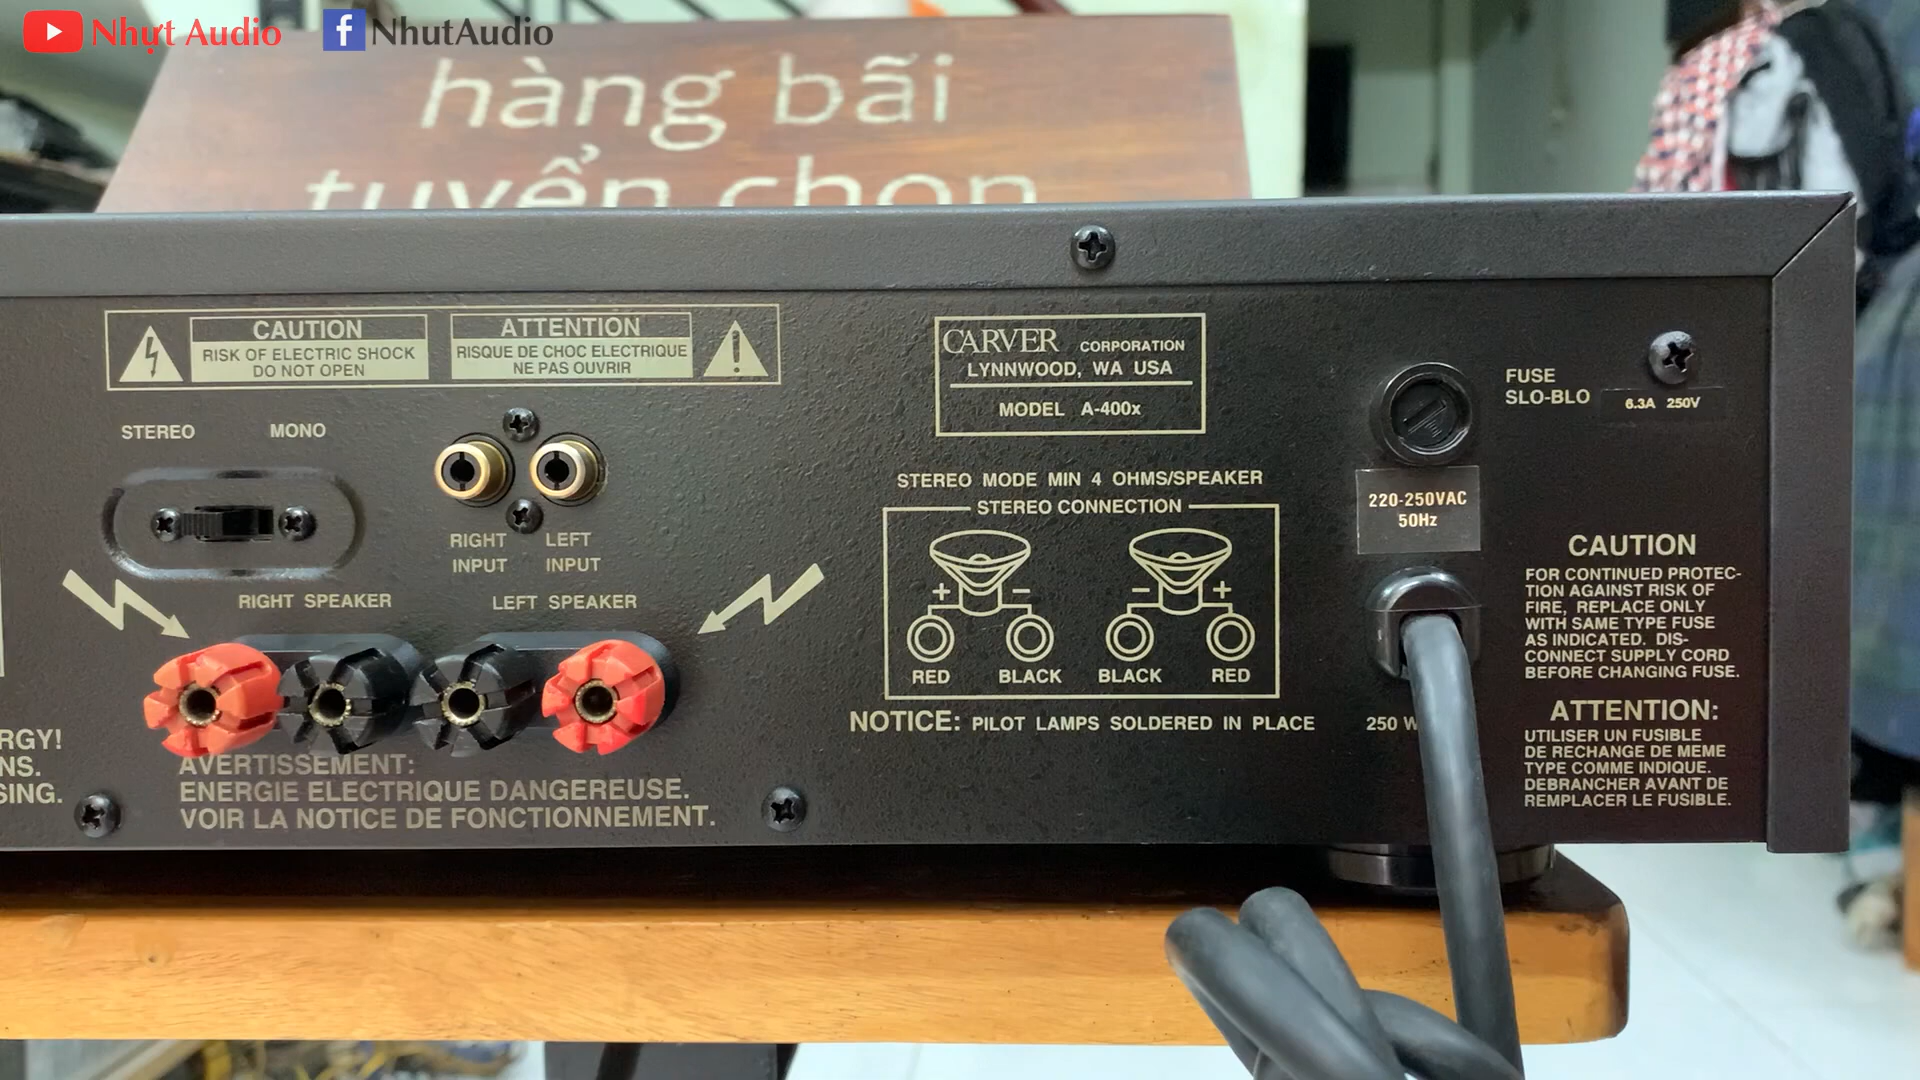 Nhựt Audio
NhutAudio
hàng bãi
tuyển chọn
CAUTION
RISK OF ELECTRIC SHOCK
DO NOT OPEN
ATTENTION
RISQUE DE CHOC ELECTRIQUE
NE PAS OUVRIR
STEREO
MONO
RIGHT
INPUT
LEFT
INPUT
RIGHT SPEAKER
LEFT SPEAKER
RGY!
NS.
SING.
AVERTISSEMENT:
ENERGIE ELECTRIQUE DANGEREUSE.
VOIR LA NOTICE DE FONCTIONNEMENT.
CARVER CORPORATION
LYNNWOOD, WA USA
MODEL A-400x
STEREO MODE MIN 4 OHMS/SPEAKER
STEREO CONNECTION
+ −
− +
RED
BLACK
BLACK
RED
NOTICE: PILOT LAMPS SOLDERED IN PLACE
FUSE
SLO-BLO
6.3A 250V
220-250VAC
50Hz
250 W
CAUTION
FOR CONTINUED PROTEC-
TION AGAINST RISK OF
FIRE, REPLACE ONLY
WITH SAME TYPE FUSE
AS INDICATED. DIS-
CONNECT SUPPLY CORD
BEFORE CHANGING FUSE.
ATTENTION:
UTILISER UN FUSIBLE
DE RECHANGE DE MEME
TYPE COMME INDIQUE.
DEBRANCHER AVANT DE
REMPLACER LE FUSIBLE.